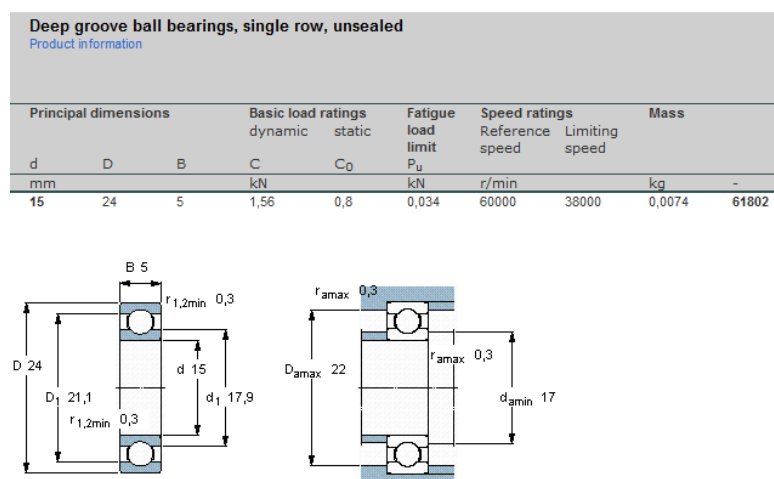 Deep groove ball bearings, single row, unsealed
Product information
Principal dimensions Basic load ratings Fatigue Speed ratings Mass
dynamic static load Reference Limiting
limit speed speed
d D B C C0 Pu
mm kN kN r/min kg -
15 24 5 1,56 0,8 0,034 60000 38000 0,0074 61802
B 5
r1,2min 0,3
D 24
D1 21,1
d 15
d1 17,9
r1,2min 0,3
ramax 0,3
ramax 0,3
Damax 22
damin 17